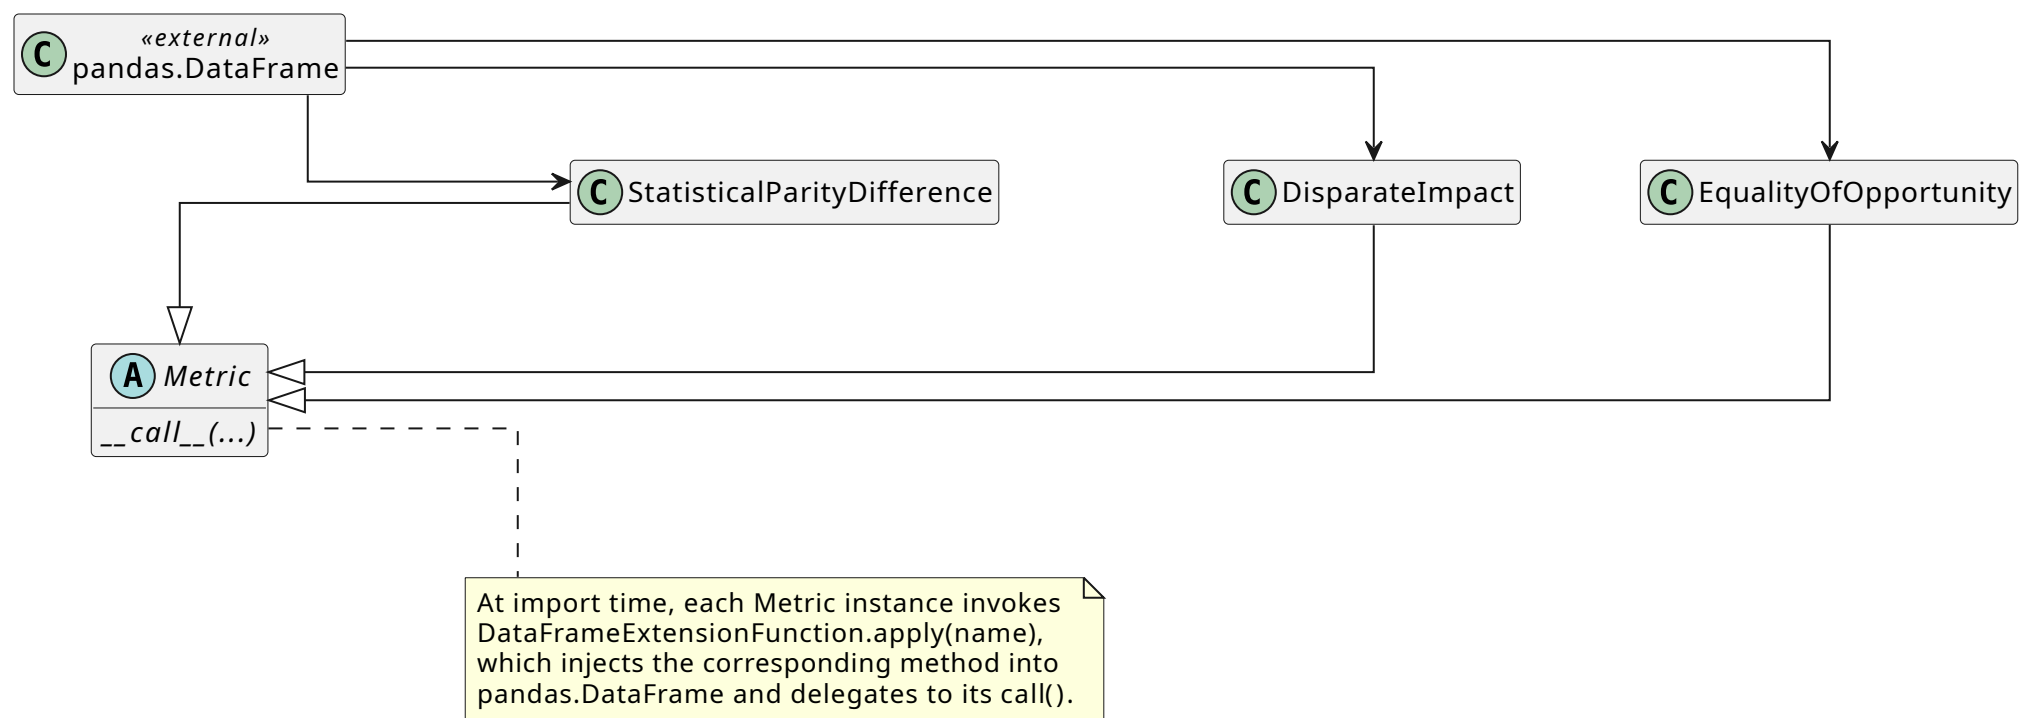 C
«external»
pandas.DataFrame
C StatisticalParityDifference
C DisparateImpact
C EqualityOfOpportunity
A Metric
__call__(...)
At import time, each Metric instance invokes
DataFrameExtensionFunction.apply(name),
which injects the corresponding method into
pandas.DataFrame and delegates to its call().